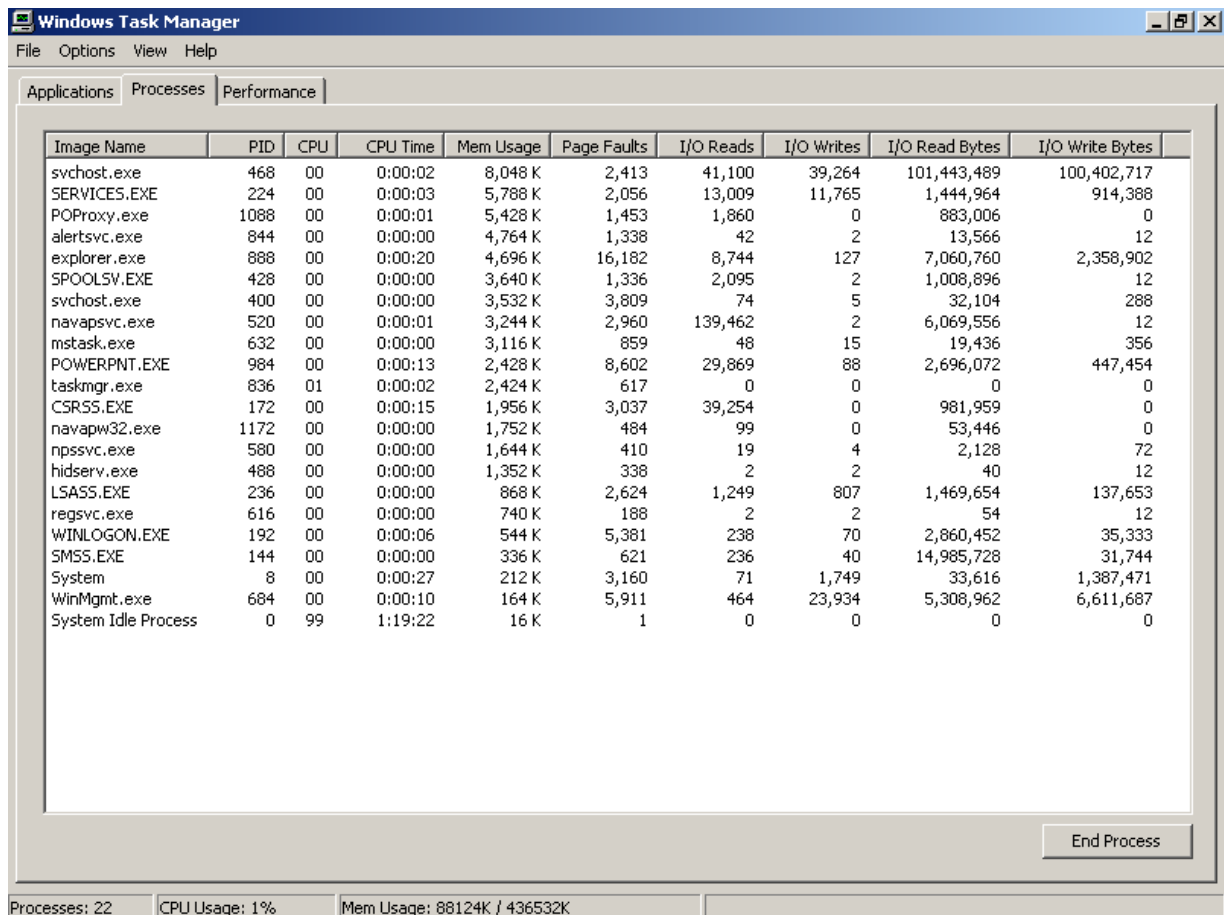 Windows Task Manager
File Options View Help
Applications Processes Performance
Image Name PID CPU CPU Time Mem Usage Page Faults I/O Reads I/O Writes I/O Read Bytes I/O Write Bytes
svchost.exe 468 00 0:00:02 8,048 K 2,413 41,100 39,264 101,443,489 100,402,717
SERVICES.EXE 224 00 0:00:03 5,788 K 2,056 13,009 11,765 1,444,964 914,388
POProxy.exe 1088 00 0:00:01 5,428 K 1,453 1,860 0 883,006 0
alertsvc.exe 844 00 0:00:00 4,764 K 1,338 42 2 13,566 12
explorer.exe 888 00 0:00:20 4,696 K 16,182 8,744 127 7,060,760 2,358,902
SPOOLSV.EXE 428 00 0:00:00 3,640 K 1,336 2,095 2 1,008,896 12
svchost.exe 400 00 0:00:00 3,532 K 3,809 74 5 32,104 288
navapsvc.exe 520 00 0:00:01 3,244 K 2,960 139,462 2 6,069,556 12
mstask.exe 632 00 0:00:00 3,116 K 859 48 15 19,436 356
POWERPNT.EXE 984 00 0:00:13 2,428 K 8,602 29,869 88 2,696,072 447,454
taskmgr.exe 836 01 0:00:02 2,424 K 617 0 0 0 0
CSRSS.EXE 172 00 0:00:15 1,956 K 3,037 39,254 0 981,959 0
navapw32.exe 1172 00 0:00:00 1,752 K 484 99 0 53,446 0
npssvc.exe 580 00 0:00:00 1,644 K 410 19 4 2,128 72
hidserv.exe 488 00 0:00:00 1,352 K 338 2 2 40 12
LSASS.EXE 236 00 0:00:00 868 K 2,624 1,249 807 1,469,654 137,653
regsvc.exe 616 00 0:00:00 740 K 188 2 2 54 12
WINLOGON.EXE 192 00 0:00:06 544 K 5,381 238 70 2,860,452 35,333
SMSS.EXE 144 00 0:00:00 336 K 621 236 40 14,985,728 31,744
System 8 00 0:00:27 212 K 3,160 71 1,749 33,616 1,387,471
WinMgmt.exe 684 00 0:00:10 164 K 5,911 464 23,934 5,308,962 6,611,687
System Idle Process 0 99 1:19:22 16 K 1 0 0 0 0
End Process
Processes: 22 CPU Usage: 1% Mem Usage: 88124K / 436532K